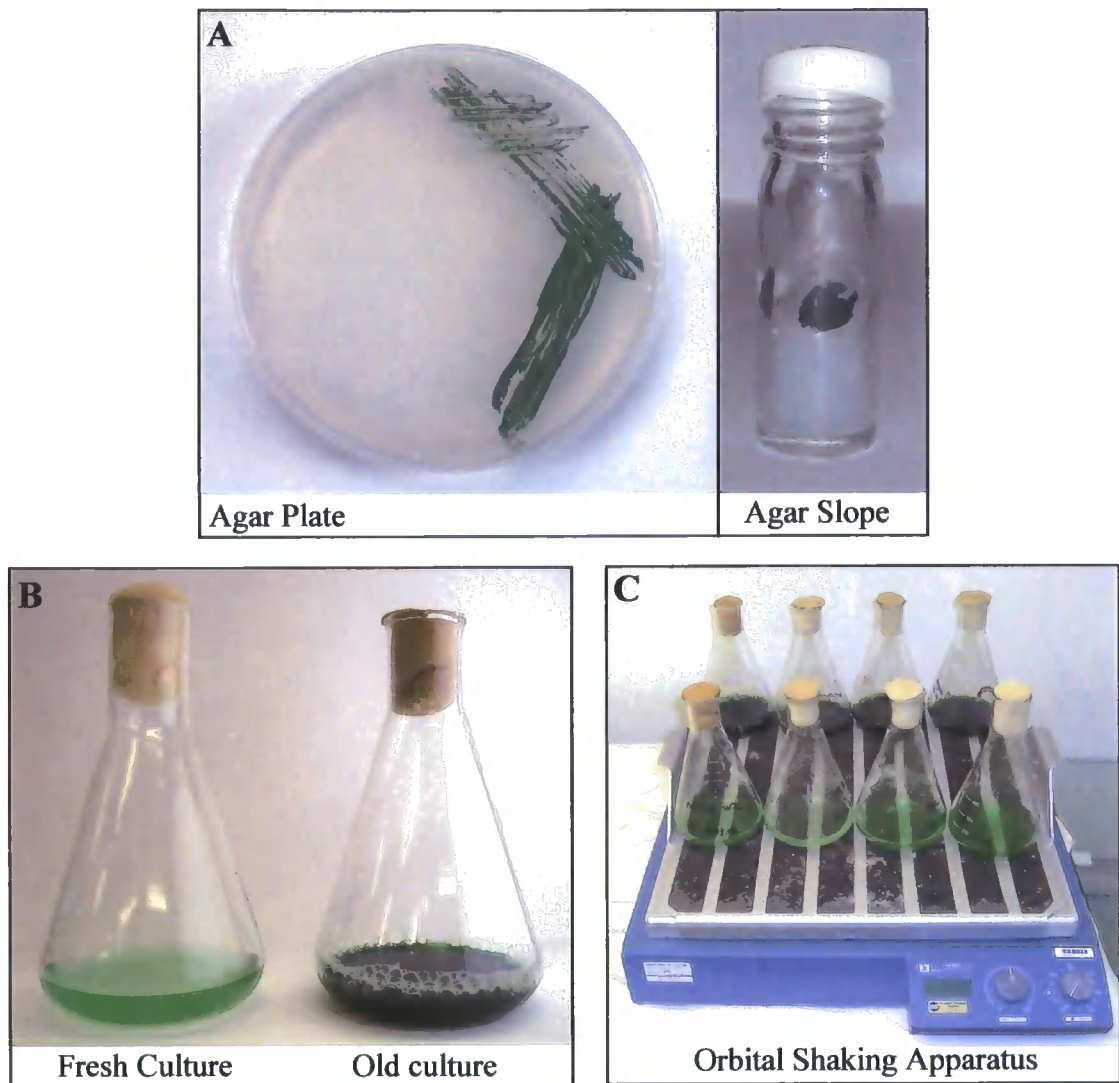 A
Agar Plate
Agar Slope
B
Fresh Culture
Old culture
C
Orbital Shaking Apparatus